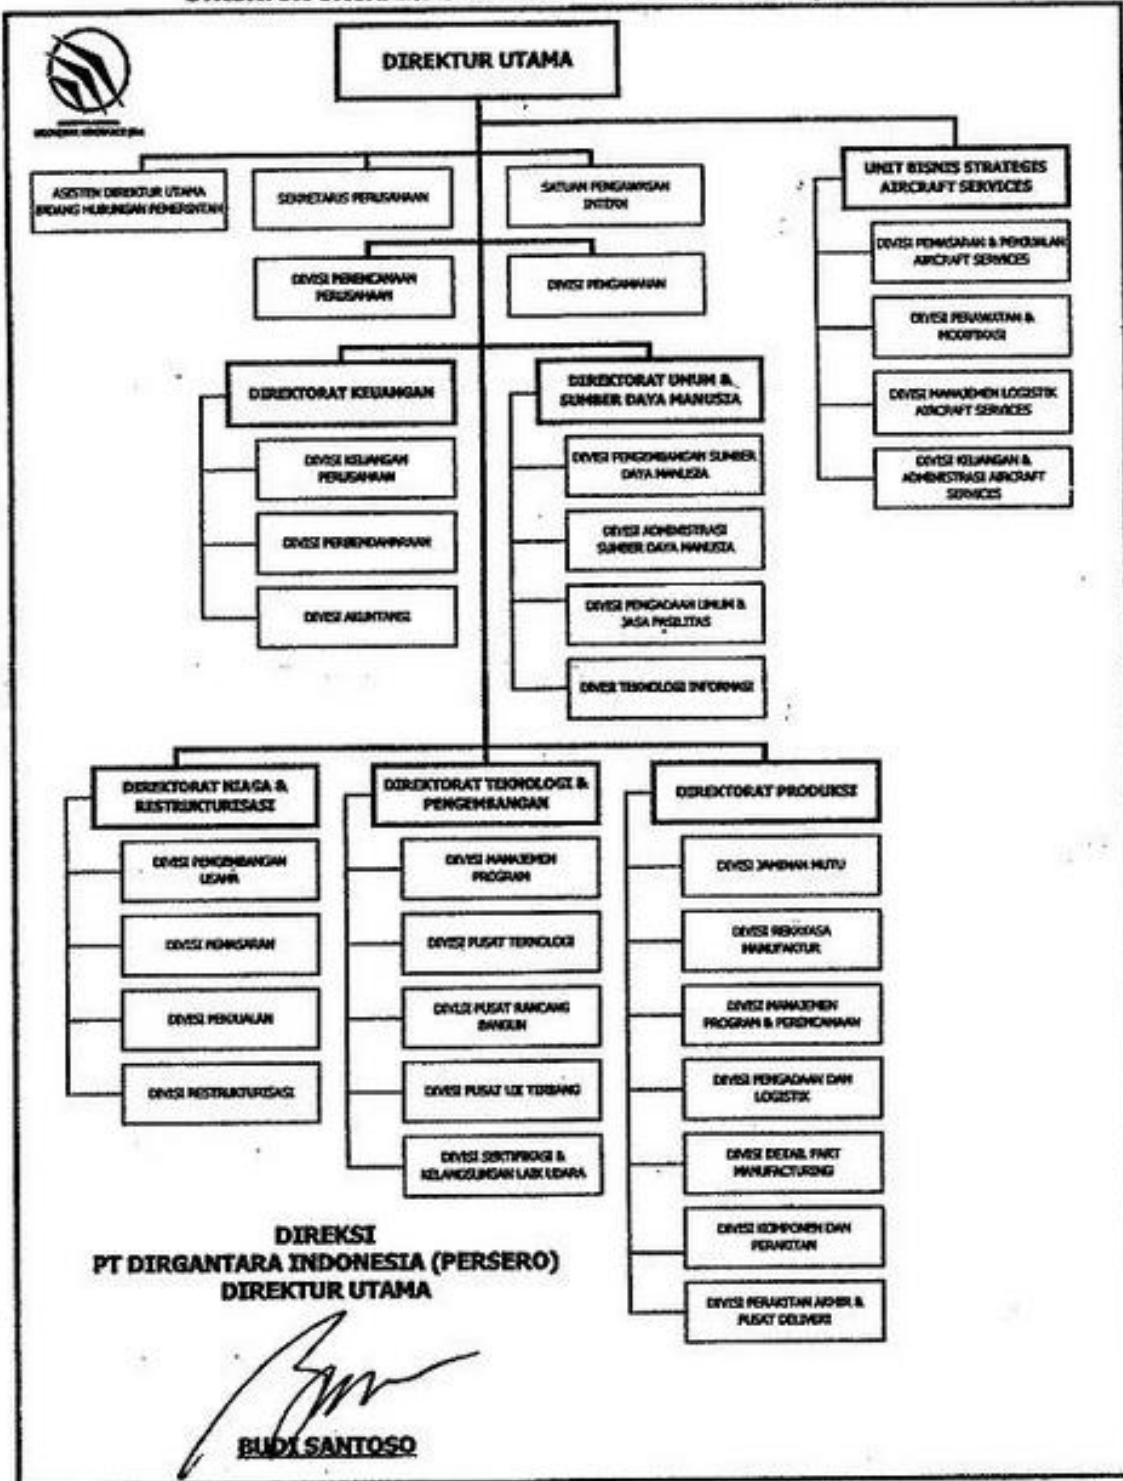 DIREKTUR UTAMA
ASISTEN DIREKTUR UTAMA
BIDANG HUBUNGAN PEMERINTAH
SEKRETARIS PERUSAHAAN
SATUAN PENGAWASAN
INTERN
DIVISI PERENCANAAN
PERUSAHAAN
DIVISI PENGAMANAN
UNIT BISNIS STRATEGIS
AIRCRAFT SERVICES
DIVISI PEMASARAN & PENJUALAN
AIRCRAFT SERVICES
DIVISI PERAWATAN &
MODIFIKASI
DIVISI MANAJEMEN LOGISTIK
AIRCRAFT SERVICES
DIVISI KEUANGAN &
ADMINISTRASI AIRCRAFT
SERVICES
DIREKTORAT KEUANGAN
DIVISI KEUANGAN
PERUSAHAAN
DIVISI PERBENDAHARAAN
DIVISI AKUNTANSI
DIREKTORAT UMUM &
SUMBER DAYA MANUSIA
DIVISI PENGEMBANGAN SUMBER
DAYA MANUSIA
DIVISI ADMINISTRASI
SUMBER DAYA MANUSIA
DIVISI PENGADAAN UMUM &
JASA FASILITAS
DIVISI TEKNOLOGI INFORMASI
DIREKTORAT NIAGA &
RESTRUKTURISASI
DIVISI PENGEMBANGAN
USAHA
DIVISI PEMASARAN
DIVISI PENJUALAN
DIVISI RESTRUKTURISASI
DIREKTORAT TEKNOLOGI &
PENGEMBANGAN
DIVISI MANAJEMEN
PROGRAM
DIVISI PUSAT TEKNOLOGI
DIVISI PUSAT RANCANG
BANGUN
DIVISI PUSAT UJI TERBANG
DIVISI SERTIFIKASI &
KELANGSUNGAN LAIK UDARA
DIREKTORAT PRODUKSI
DIVISI JAMINAN MUTU
DIVISI REKAYASA
MANUFAKTUR
DIVISI MANAJEMEN
PROGRAM & PERENCANAAN
DIVISI PENGADAAN DAN
LOGISTIK
DIVISI DETAIL PART
MANUFACTURING
DIVISI KOMPONEN DAN
PERAKITAN
DIVISI PERAKITAN AKHIR &
PUSAT DELIVERI
DIREKSI
PT DIRGANTARA INDONESIA (PERSERO)
DIREKTUR UTAMA
BUDI SANTOSO